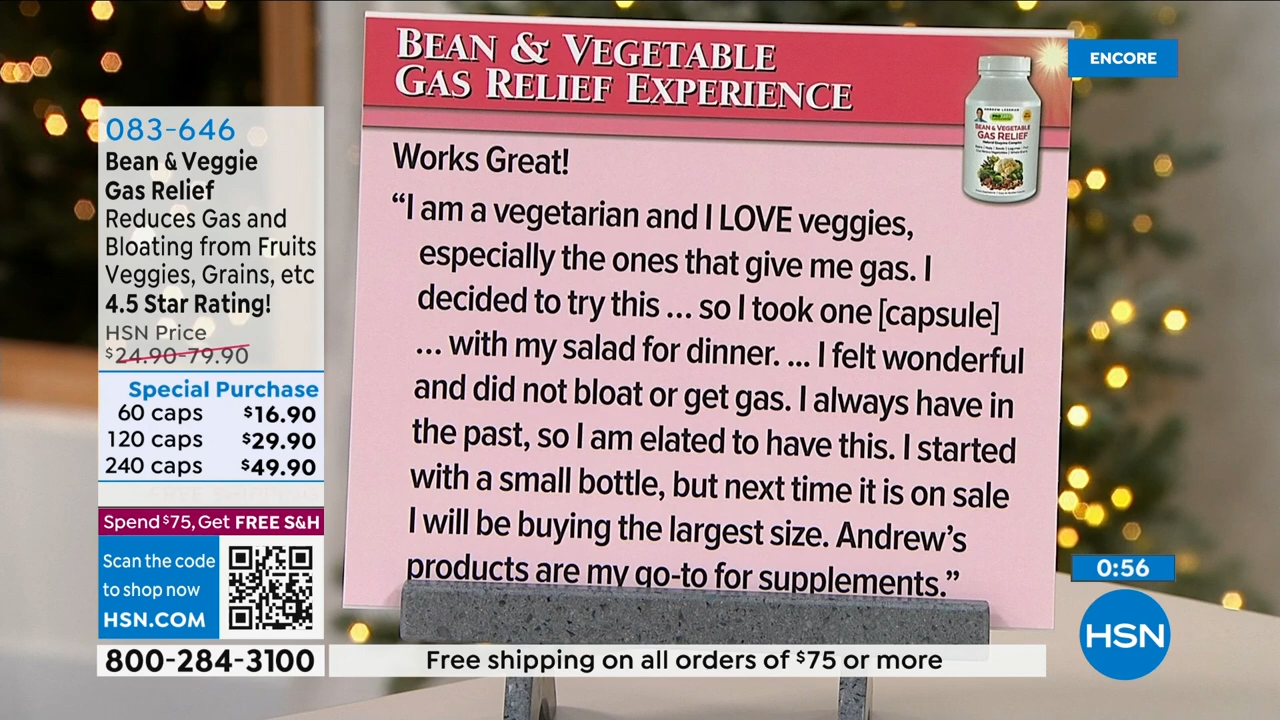 BEAN & VEGETABLE
GAS RELIEF EXPERIENCE
Works Great!
“I am a vegetarian and I LOVE veggies,
especially the ones that give me gas. I
decided to try this ... so I took one [capsule]
... with my salad for dinner. ... I felt wonderful
and did not bloat or get gas. I always have in
the past, so I am elated to have this. I started
with a small bottle, but next time it is on sale
I will be buying the largest size. Andrew’s
products are my go-to for supplements.”
ANDREW LESSMAN
BEAN & VEGETABLE
GAS RELIEF
Natural Enzyme Complex
ENCORE
083-646
Bean & Veggie
Gas Relief
Reduces Gas and
Bloating from Fruits
Veggies, Grains, etc
4.5 Star Rating!
HSN Price
$24.90-79.90
Special Purchase
60 caps $16.90
120 caps $29.90
240 caps $49.90
Spend $75, Get FREE S&H
Scan the code
to shop now
HSN.COM
800-284-3100
Free shipping on all orders of $75 or more
0:56
HSN